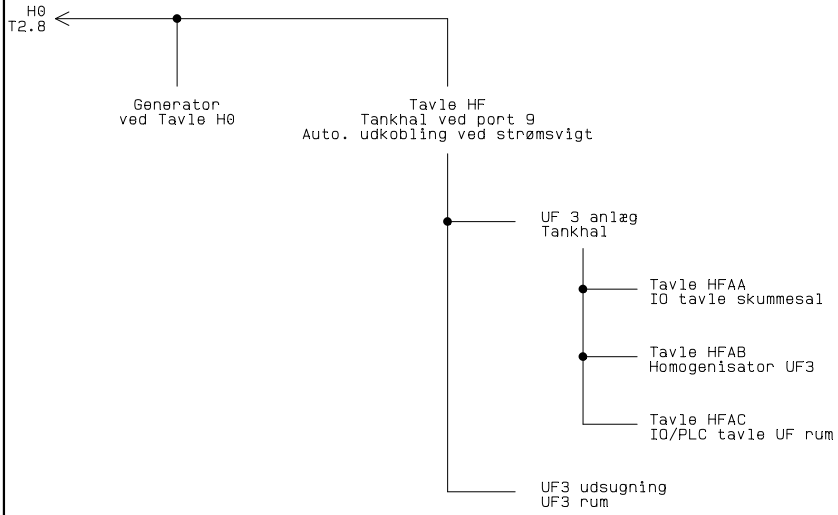 H0
T2.8
Generator
ved Tavle H0
Tavle HF
Tankhal ved port 9
Auto. udkobling ved strømsvigt
UF 3 anlæg
Tankhal
Tavle HFAA
IO tavle skummesal
Tavle HFAB
Homogenisator UF3
Tavle HFAC
IO/PLC tavle UF rum
UF3 udsugning
UF3 rum